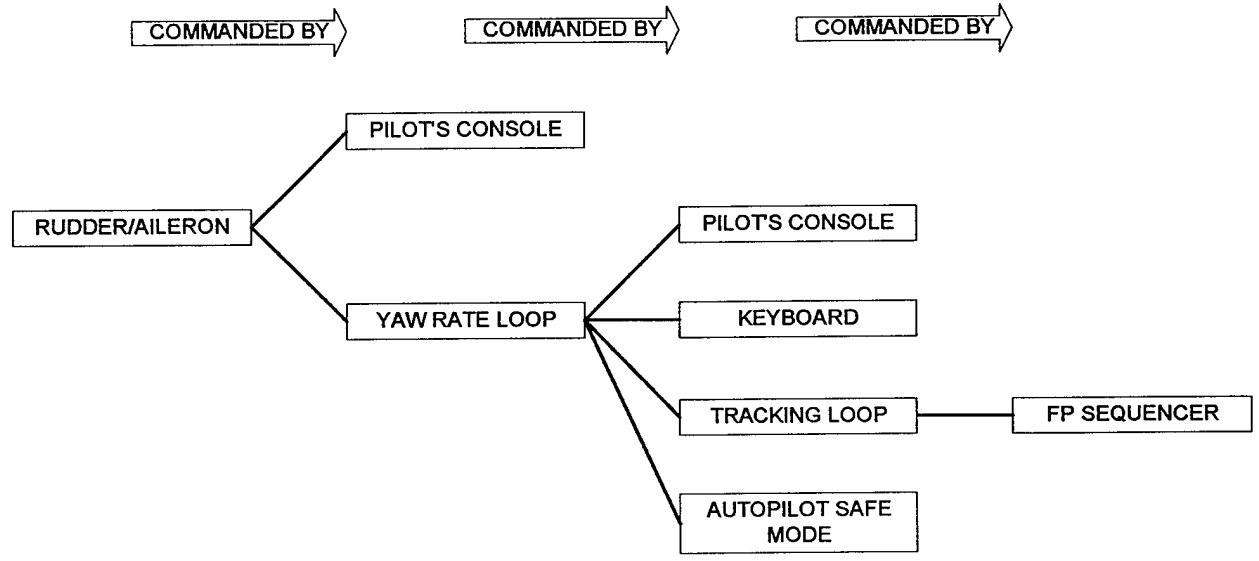 COMMANDED BY
COMMANDED BY
COMMANDED BY
PILOT'S CONSOLE
RUDDER/AILERON
PILOT'S CONSOLE
YAW RATE LOOP
KEYBOARD
TRACKING LOOP
FP SEQUENCER
AUTOPILOT SAFE
MODE